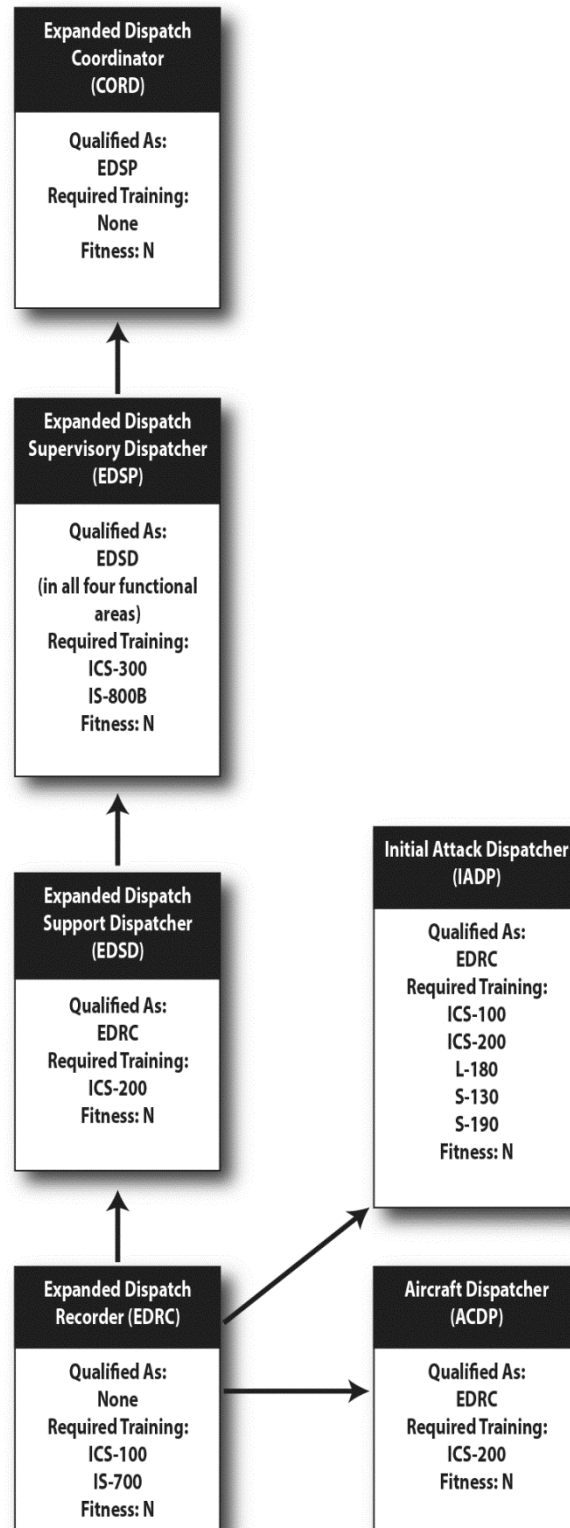 Expanded Dispatch
Coordinator
(CORD)
Qualified As:
EDSP
Required Training:
None
Fitness: N
Expanded Dispatch
Supervisory Dispatcher
(EDSP)
Qualified As:
EDSD
(in all four functional
areas)
Required Training:
ICS-300
IS-800B
Fitness: N
Expanded Dispatch
Support Dispatcher
(EDSD)
Qualified As:
EDRC
Required Training:
ICS-200
Fitness: N
Initial Attack Dispatcher
(IADP)
Qualified As:
EDRC
Required Training:
ICS-100
ICS-200
L-180
S-130
S-190
Fitness: N
Expanded Dispatch
Recorder (EDRC)
Qualified As:
None
Required Training:
ICS-100
IS-700
Fitness: N
Aircraft Dispatcher
(ACDP)
Qualified As:
EDRC
Required Training:
ICS-200
Fitness: N